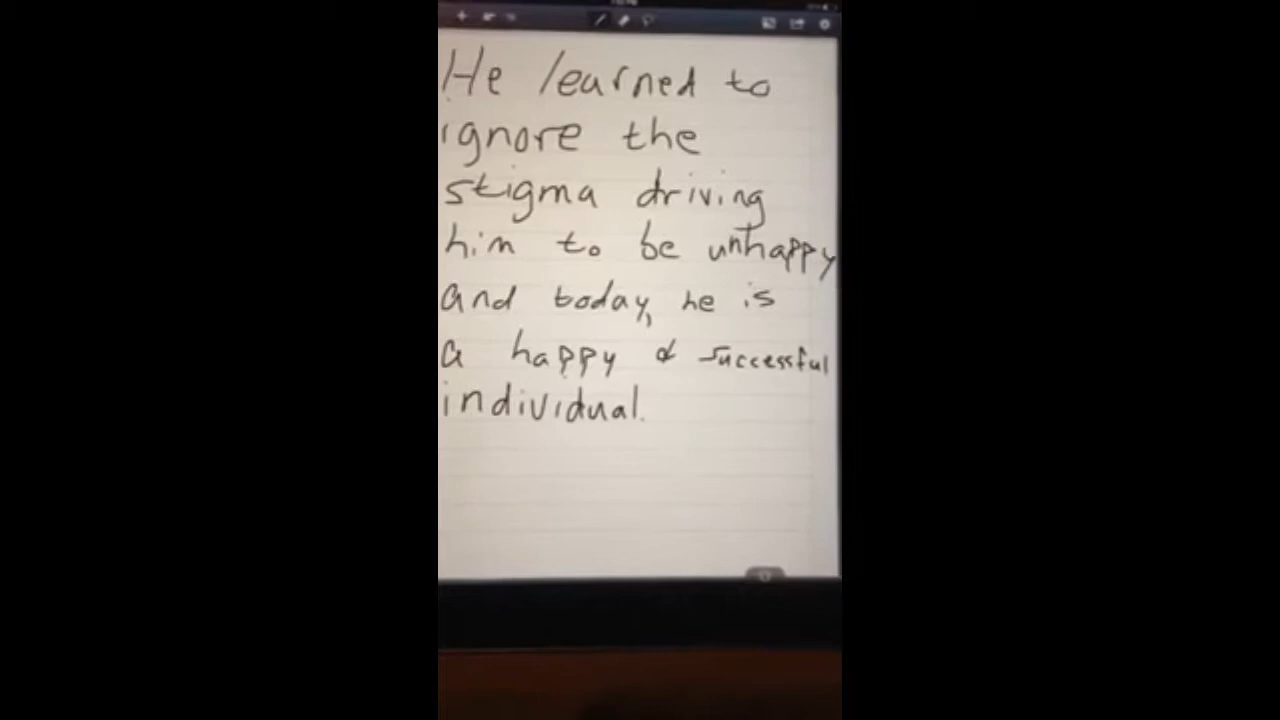 He learned to
ignore the
stigma driving
him to be unhappy
and today, he is
a happy & successful
individual.